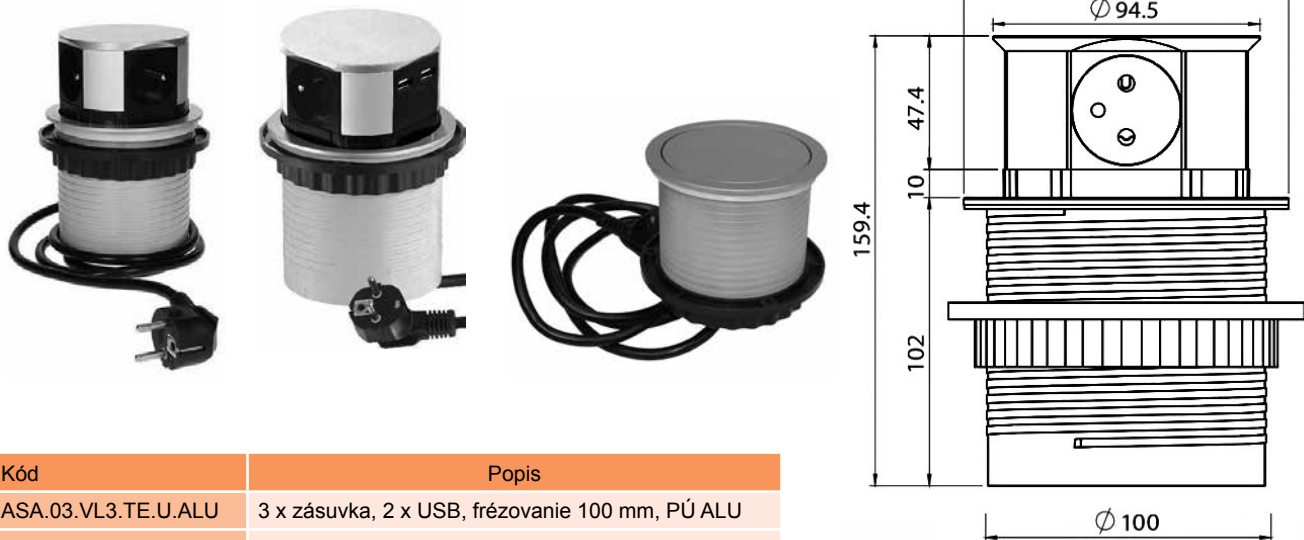 Ø 94.5
47.4
10
159.4
102
Ø 100
Kód Popis
ASA.03.VL3.TE.U.ALU 3 x zásuvka, 2 x USB, frézovanie 100 mm, PÚ ALU